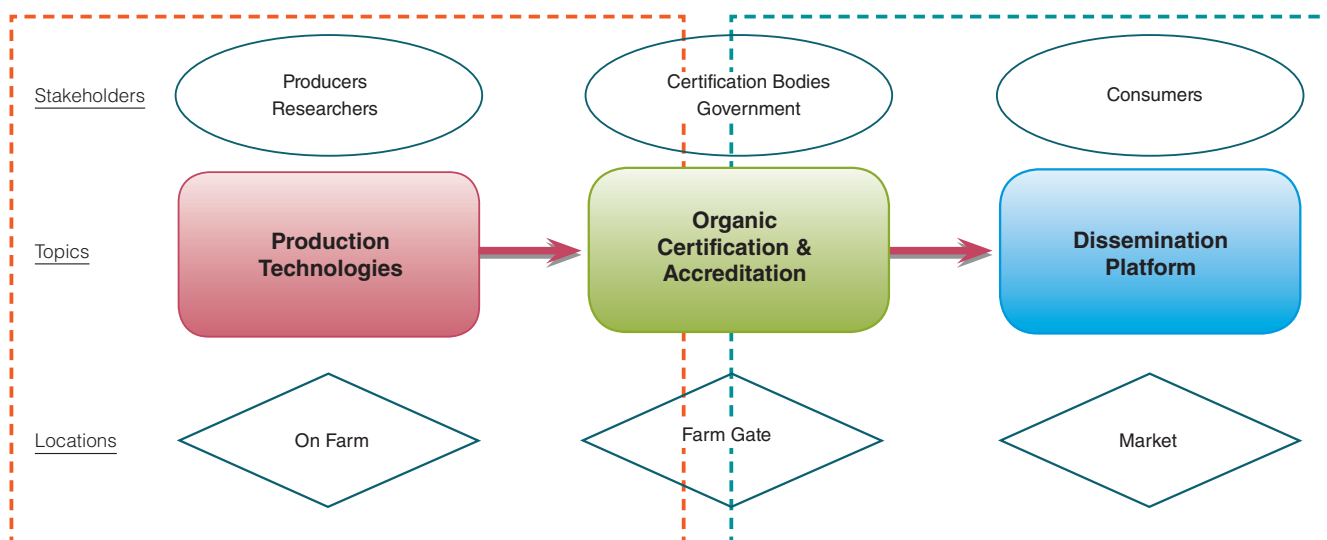 Stakeholders
Producers
Researchers
Certification Bodies
Government
Consumers
Topics
Production
Technologies
Organic
Certification &
Accreditation
Dissemination
Platform
Locations
On Farm
Farm Gate
Market